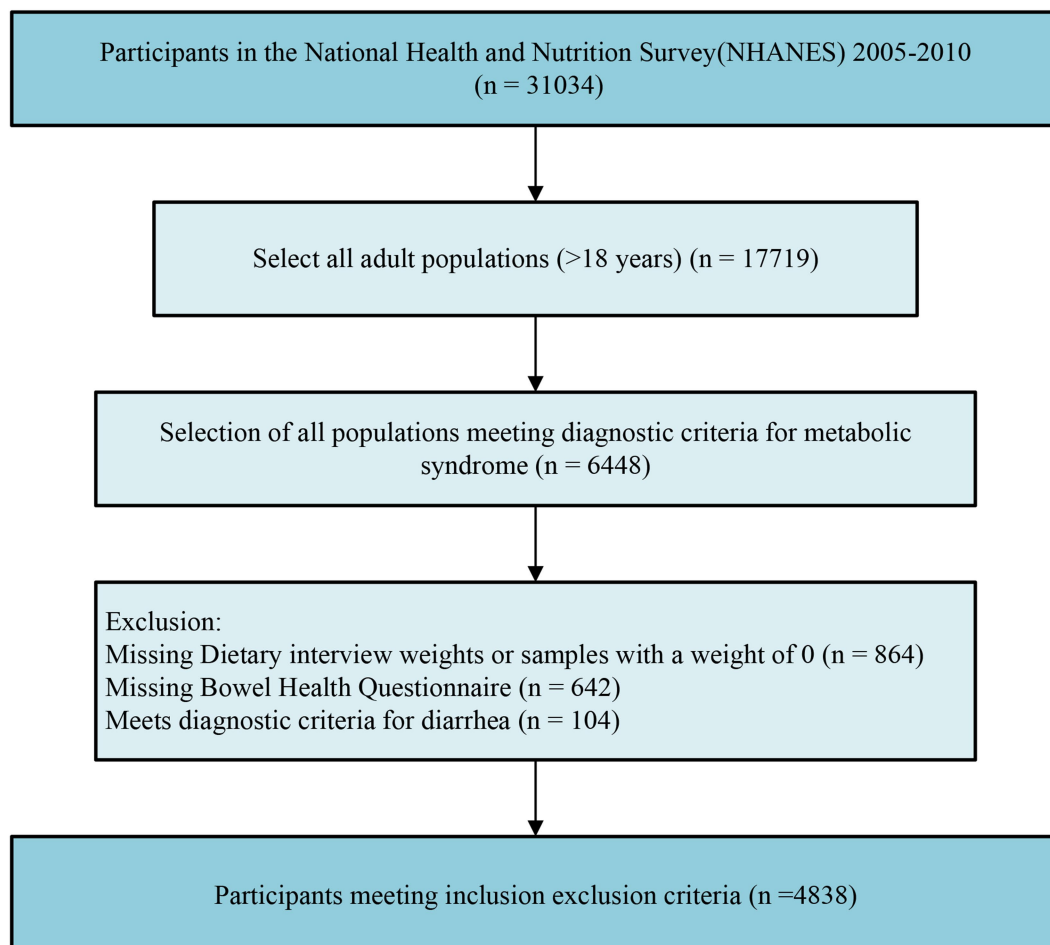 Participants in the National Health and Nutrition Survey(NHANES) 2005-2010
(n = 31034)
Select all adult populations (>18 years) (n = 17719)
Selection of all populations meeting diagnostic criteria for metabolic
syndrome (n = 6448)
Exclusion:
Missing Dietary interview weights or samples with a weight of 0 (n = 864)
Missing Bowel Health Questionnaire (n = 642)
Meets diagnostic criteria for diarrhea (n = 104)
Participants meeting inclusion exclusion criteria (n =4838)